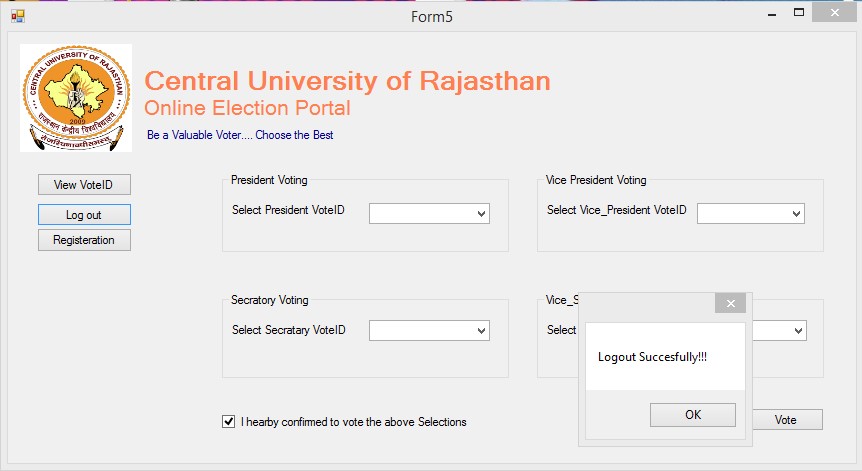 Form5
CENTRAL UNIVERSITY OF RAJASTHAN
2009
राजस्थान केन्द्रीय विश्वविद्यालय
Central University of Rajasthan
Online Election Portal
Be a Valuable Voter.... Choose the Best
View VoteID
Log out
Registeration
President Voting
Select President VoteID
Vice President Voting
Select Vice_President VoteID
Secratory Voting
Select Secratary VoteID
Vice_S
Select
Logout Succesfully!!!
OK
I hearby confirmed to vote the above Selections
Vote